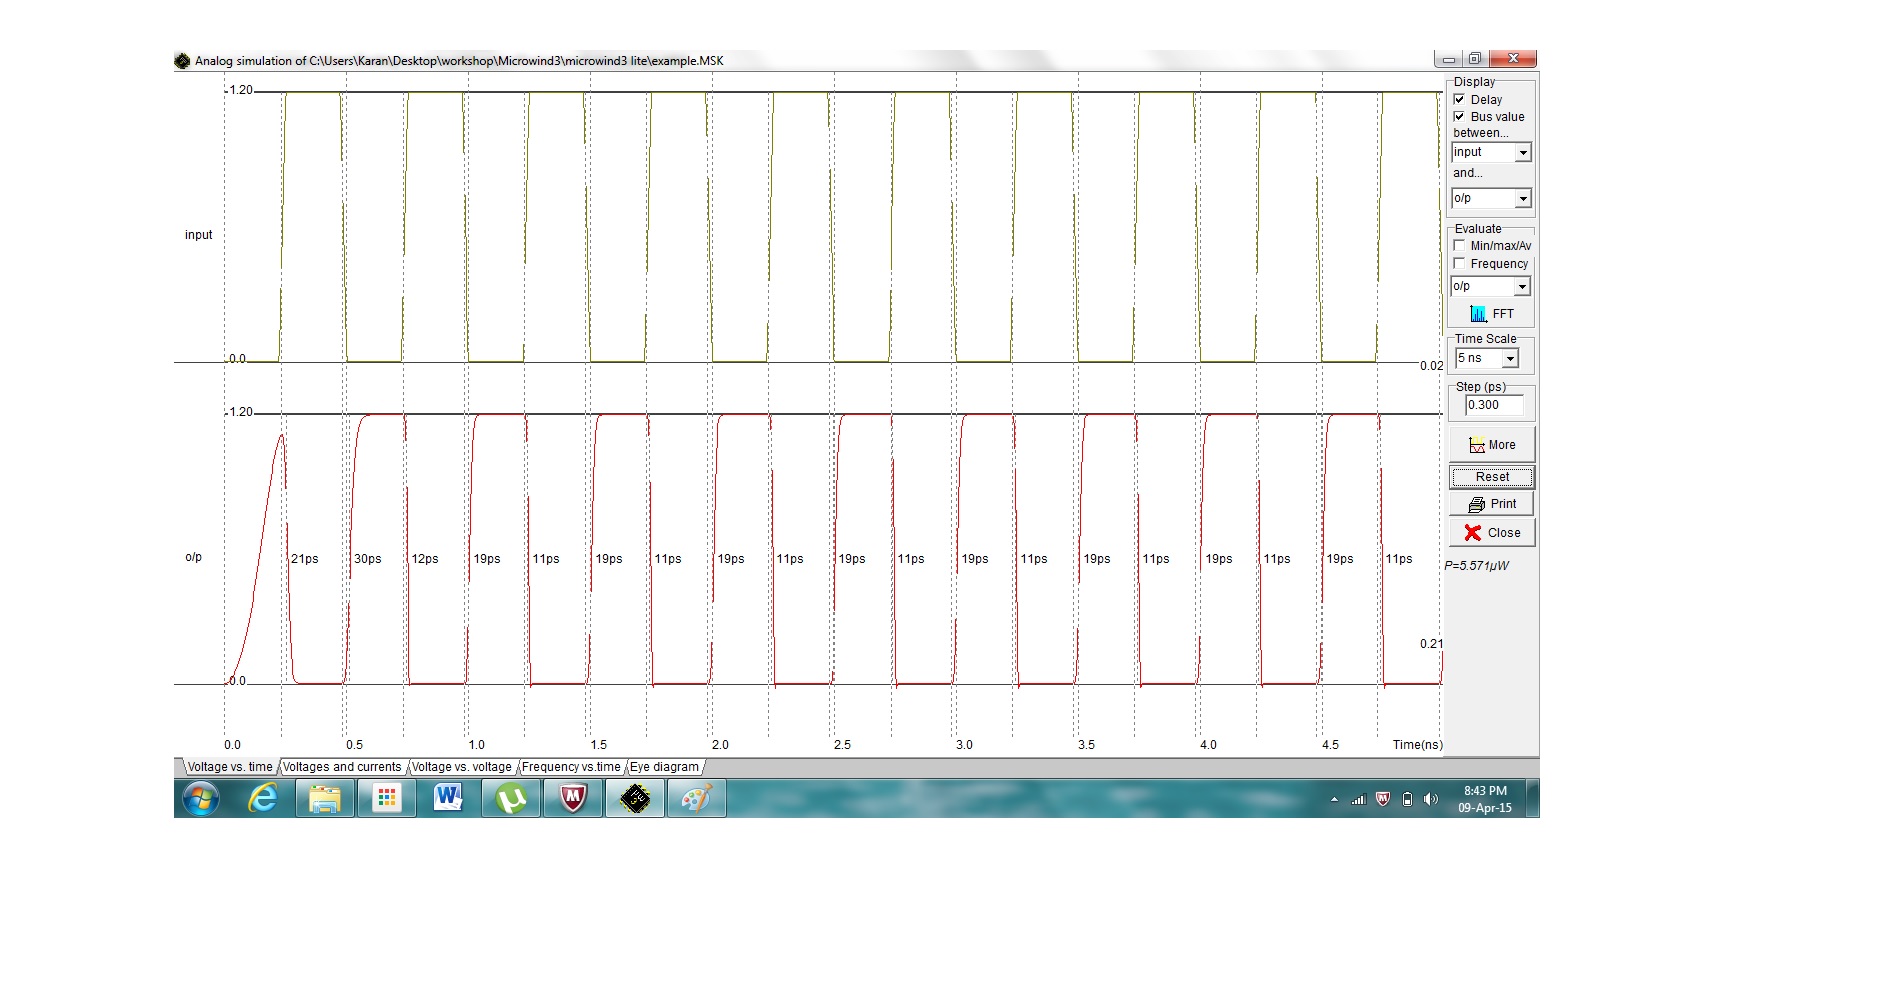 Analog simulation of C:\Users\Karan\Desktop\workshop\Microwind3\microwind3 lite\example.MSK
1.20
input
0.0
0.02
1.20
o/p
21ps 30ps 12ps 19ps 11ps 19ps 11ps 19ps 11ps 19ps 11ps 19ps 11ps 19ps 11ps 19ps 11ps 19ps 11ps
0.21
0.0
0.0 0.5 1.0 1.5 2.0 2.5 3.0 3.5 4.0 4.5 Time(ns)
Display
Delay
Bus value
between...
input
and...
o/p
Evaluate
Min/max/Av
Frequency
o/p
FFT
Time Scale
5 ns
Step (ps)
0.300
More
Reset
Print
Close
P=5.571µW
Voltage vs. time Voltages and currents Voltage vs. voltage Frequency vs.time Eye diagram
8:43 PM
09-Apr-15